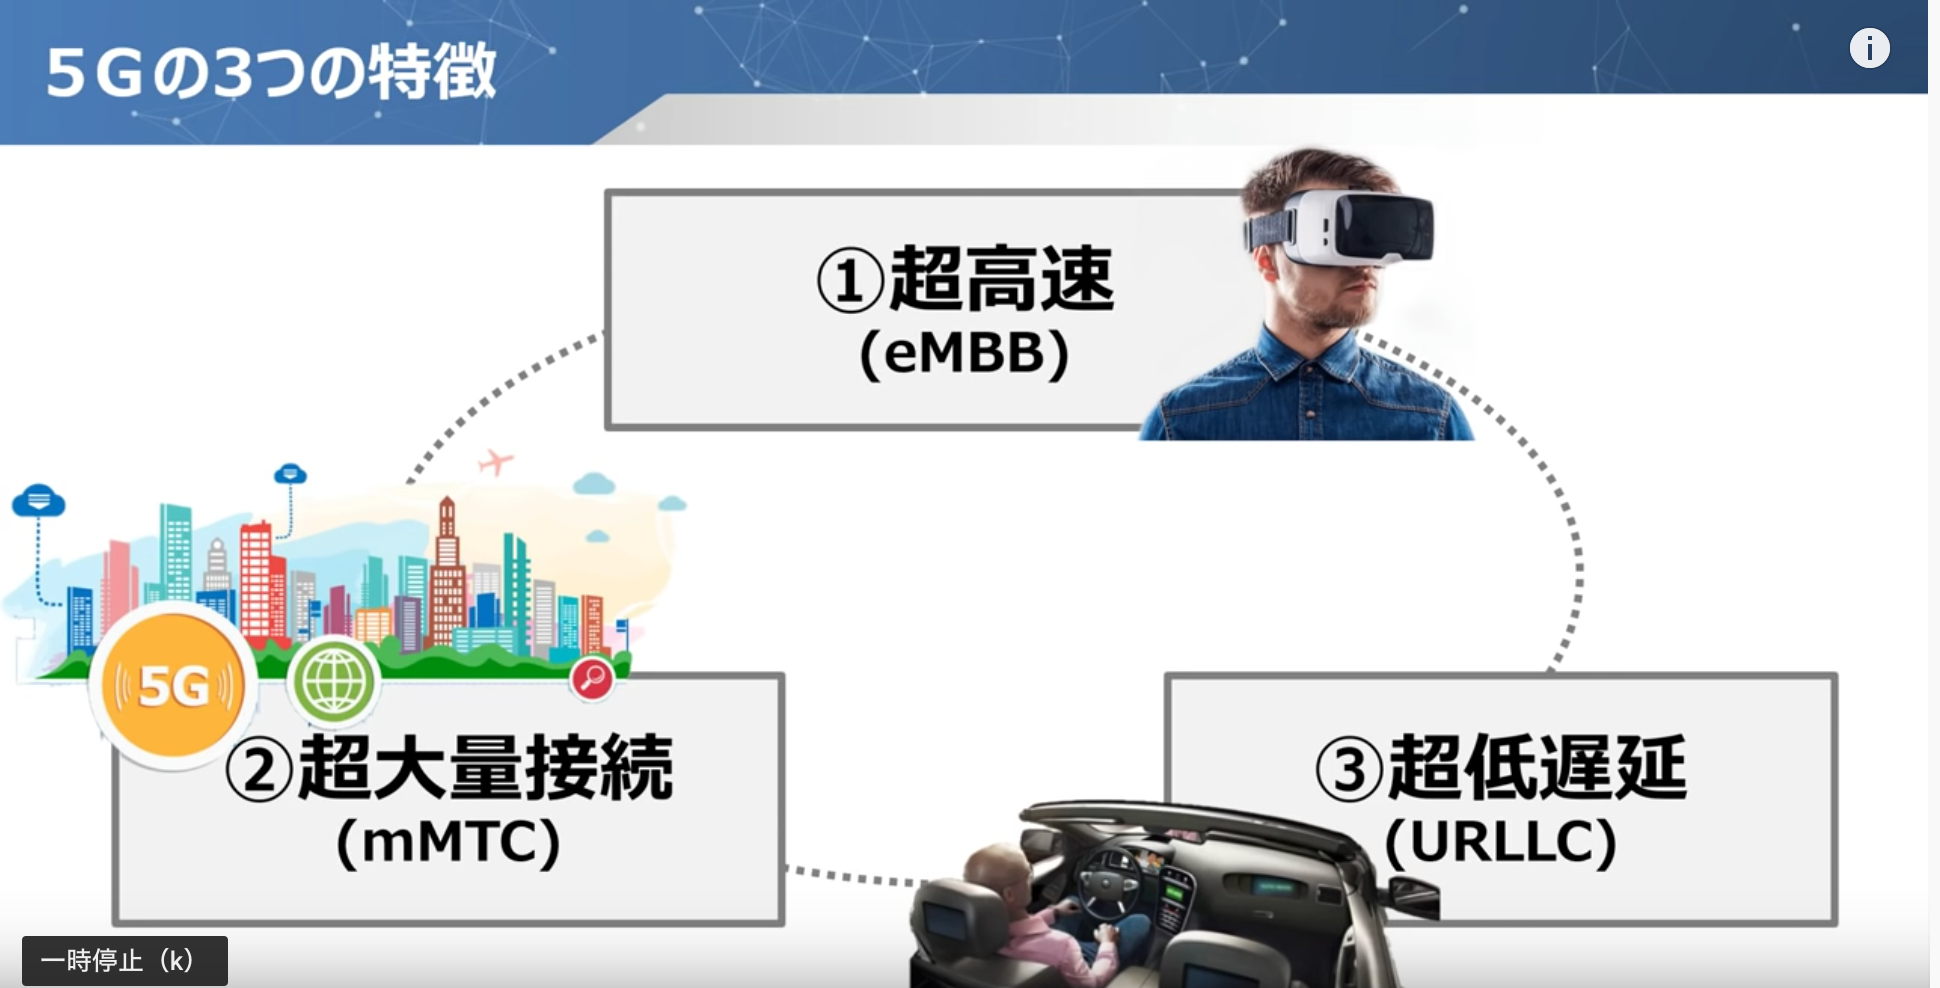 5Gの3つの特徴
①超高速
(eMBB)
5G
②超大量接続
(mMTC)
③超低遅延
(URLLC)
一時停止（k）